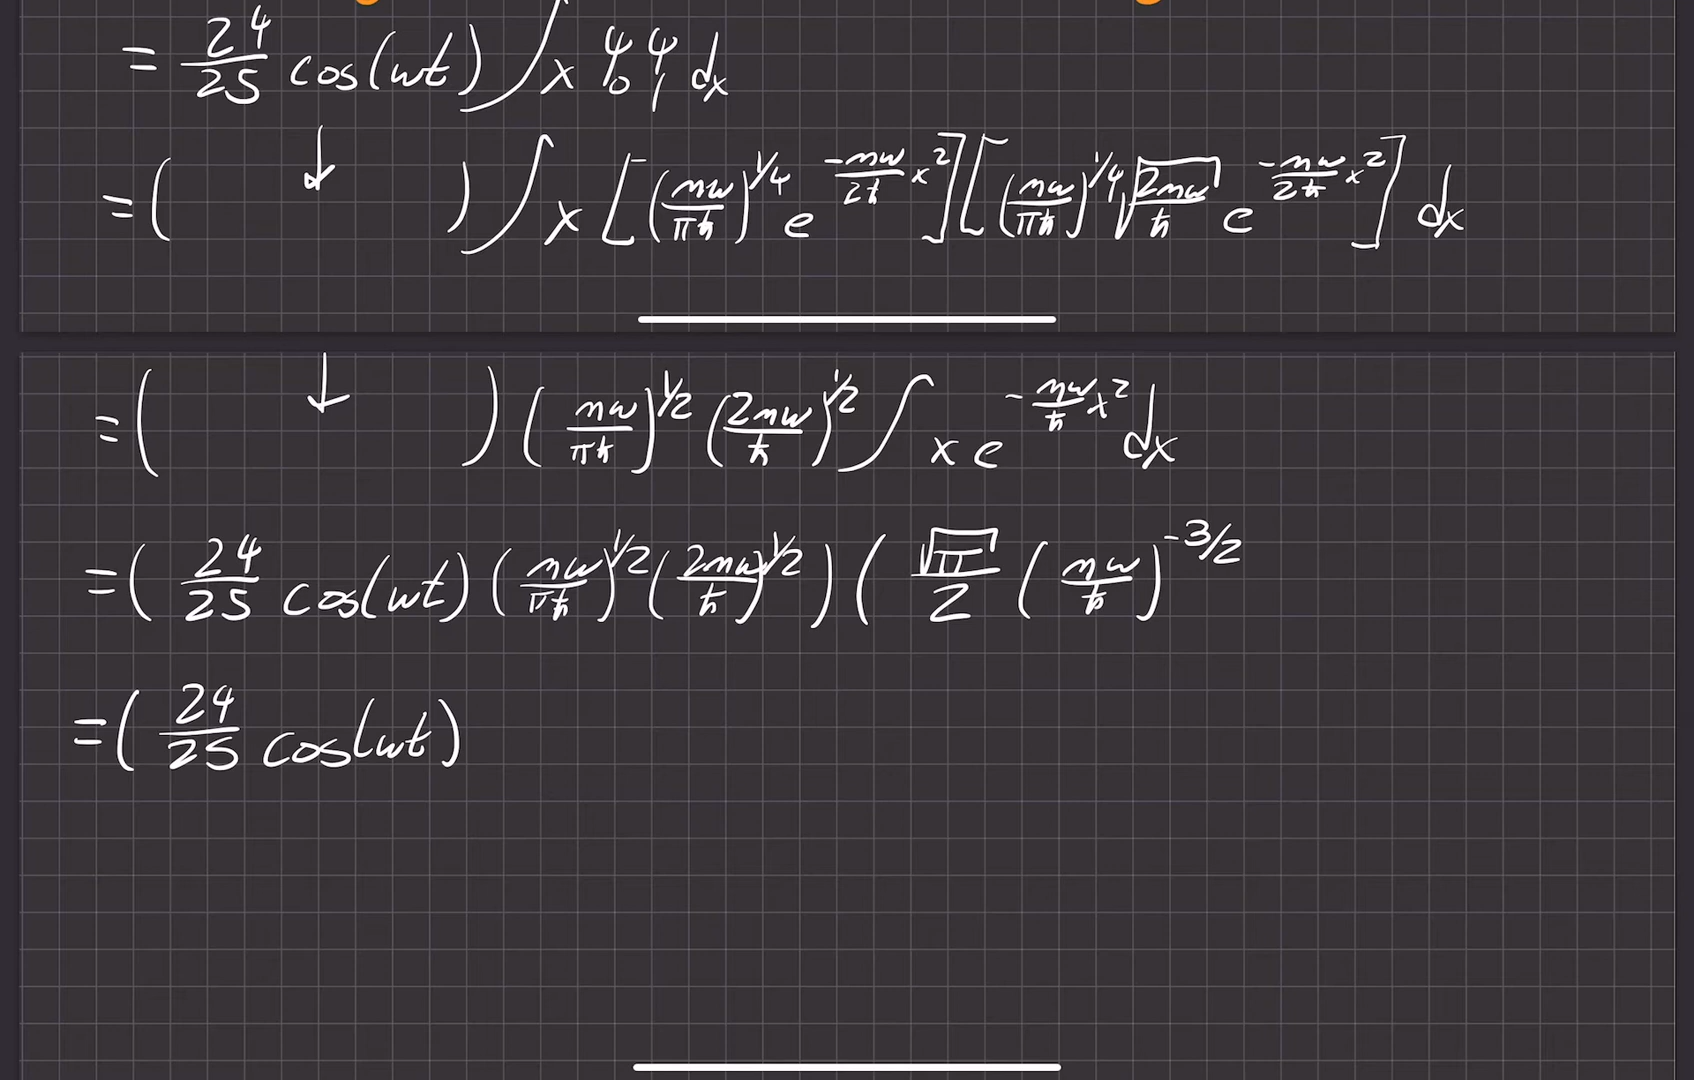 = 24/25 cos(ωt) ∫ x ψ₀ ψ₁ dx
= ( ↓ ) ∫ x [(mω/πħ)^1/4 e^(-mω/2ħ x²)] [(mω/πħ)^1/4 √(2mω/ħ) e^(-mω/2ħ x²)] dx
= ( ↓ ) (mω/πħ)^1/2 (2mω/ħ)^1/2 ∫ x e^(-mω/ħ x²) dx
= ( 24/25 cos(ωt) (mω/πħ)^1/2 (2mω/ħ)^1/2 ) ( √π/2 (mω/ħ)^-3/2
= ( 24/25 cos(ωt)